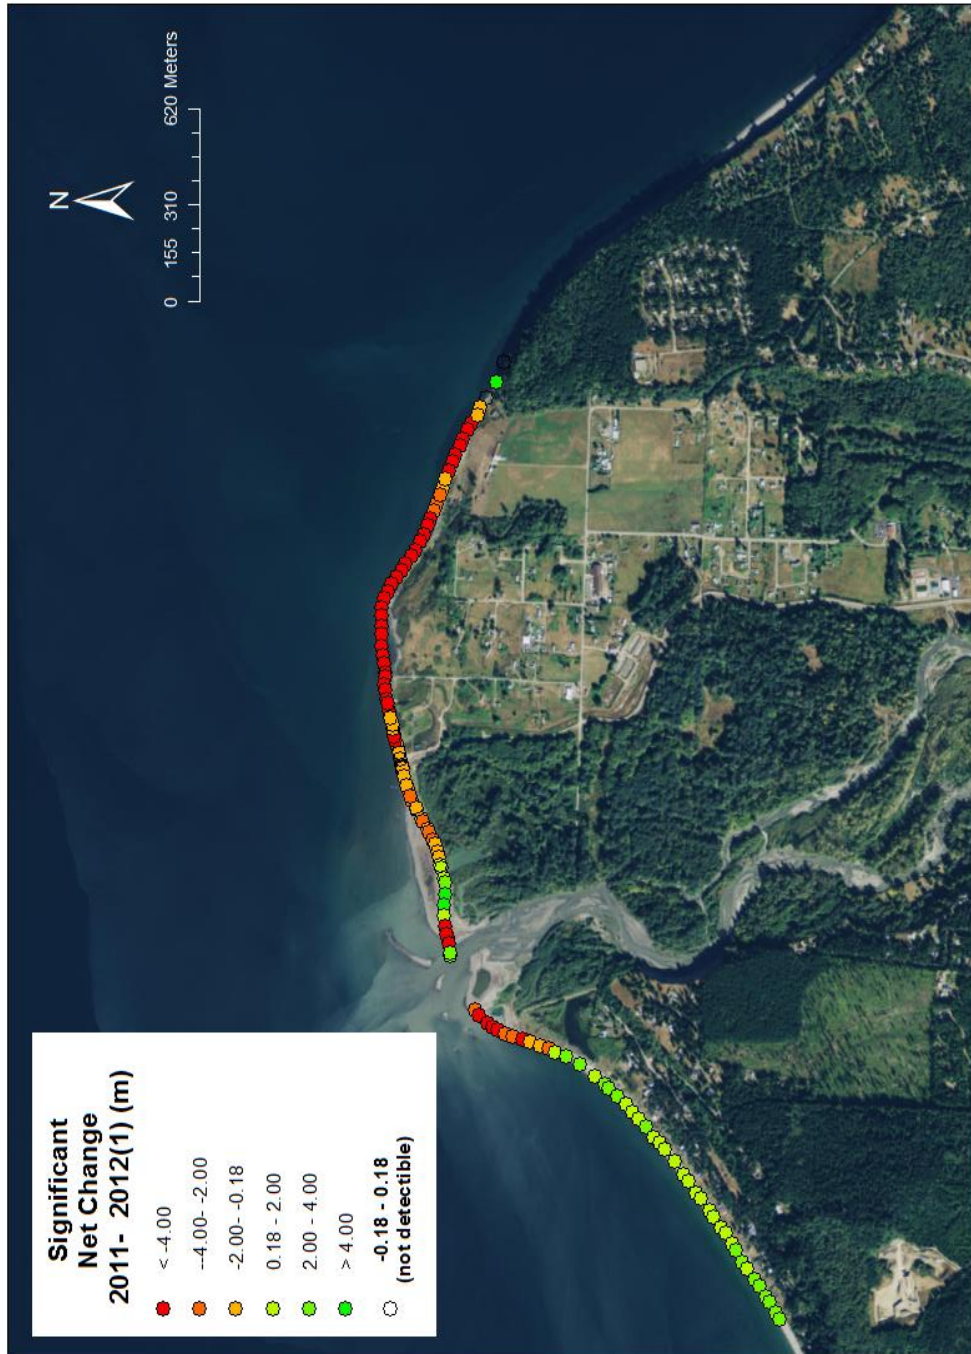 Significant
Net Change
2011- 2012(1) (m)
< -4.00
--4.00- -2.00
-2.00- -0.18
0.18 - 2.00
2.00 - 4.00
> 4.00
-0.18 - 0.18
(not detectible)
N
0 155 310 620 Meters